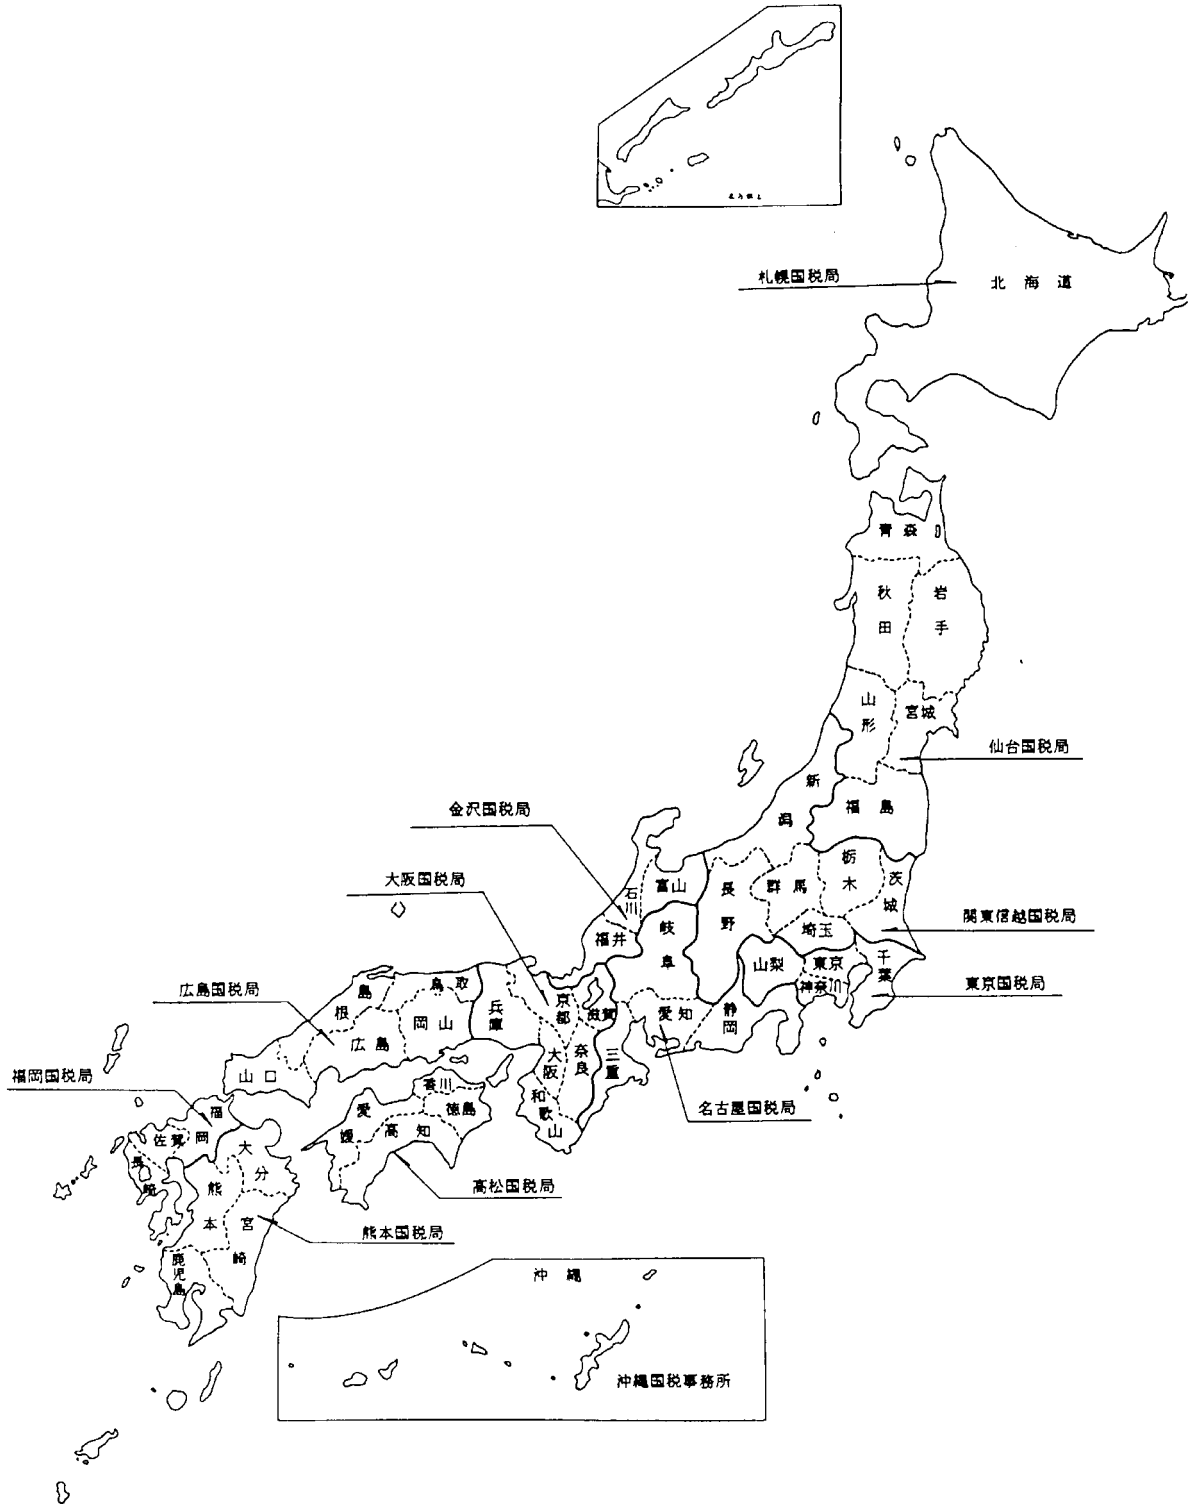 札幌国税局
北海道
青森
秋田
岩手
山形
宮城
仙台国税局
新潟
福島
金沢国税局
大阪国税局
石川
富山
長野
群馬
栃木
茨城
関東信越国税局
福井
岐阜
埼玉
山梨
東京
千葉
神奈川
東京国税局
広島国税局
島根
鳥取
岡山
兵庫
京都
滋賀
愛知
静岡
広島
山口
大阪
奈良
三重
福岡国税局
香川
徳島
愛媛
高知
和歌山
名古屋国税局
福岡
佐賀
長崎
大分
熊本
宮崎
高松国税局
熊本国税局
鹿児島
沖縄
沖縄国税事務所